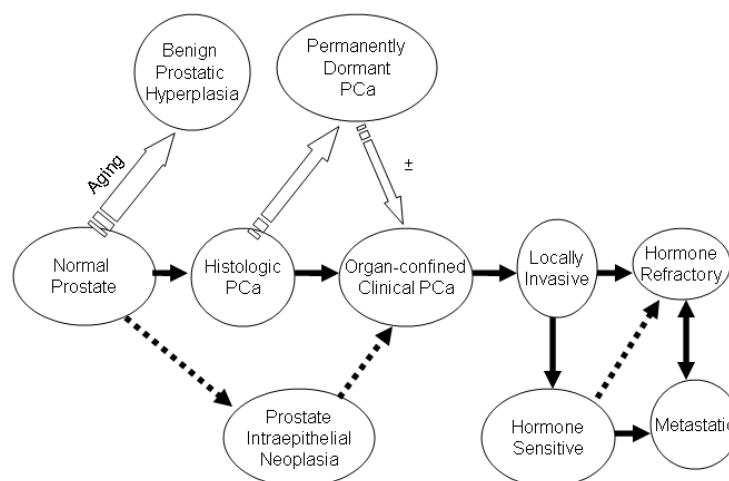 Benign
Prostatic
Hyperplasia
Permanently
Dormant
PCa
Aging
±
Normal
Prostate
Histologic
PCa
Organ-confined
Clinical PCa
Locally
Invasive
Hormone
Refractory
Prostate
Intraepithelial
Neoplasia
Hormone
Sensitive
Metastatic